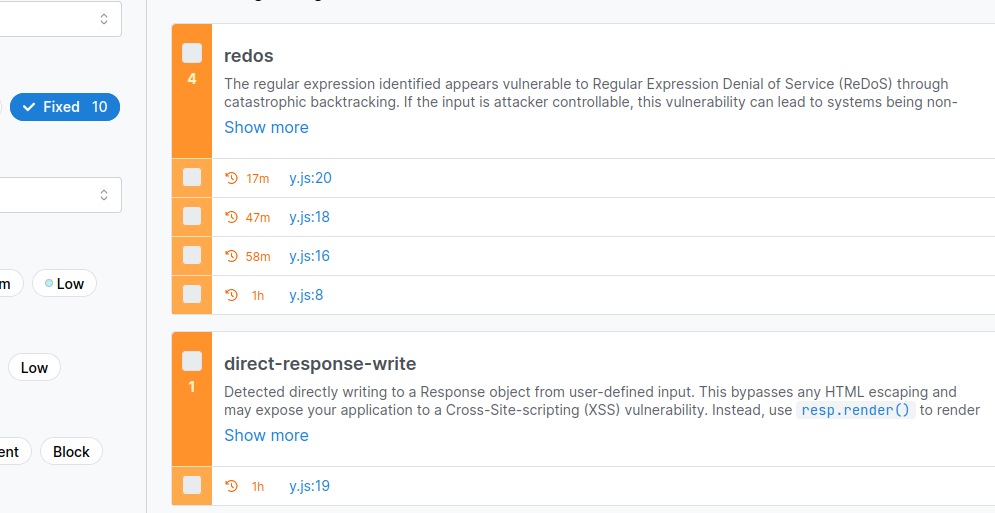 redos
4
The regular expression identified appears vulnerable to Regular Expression Denial of Service (ReDoS) through
catastrophic backtracking. If the input is attacker controllable, this vulnerability can lead to systems being non-
Show more
17m y.js:20
47m y.js:18
58m y.js:16
1h y.js:8
direct-response-write
1
Detected directly writing to a Response object from user-defined input. This bypasses any HTML escaping and
may expose your application to a Cross-Site-scripting (XSS) vulnerability. Instead, use resp.render() to render
Show more
1h y.js:19
Fixed 10
m Low
Low
ent Block